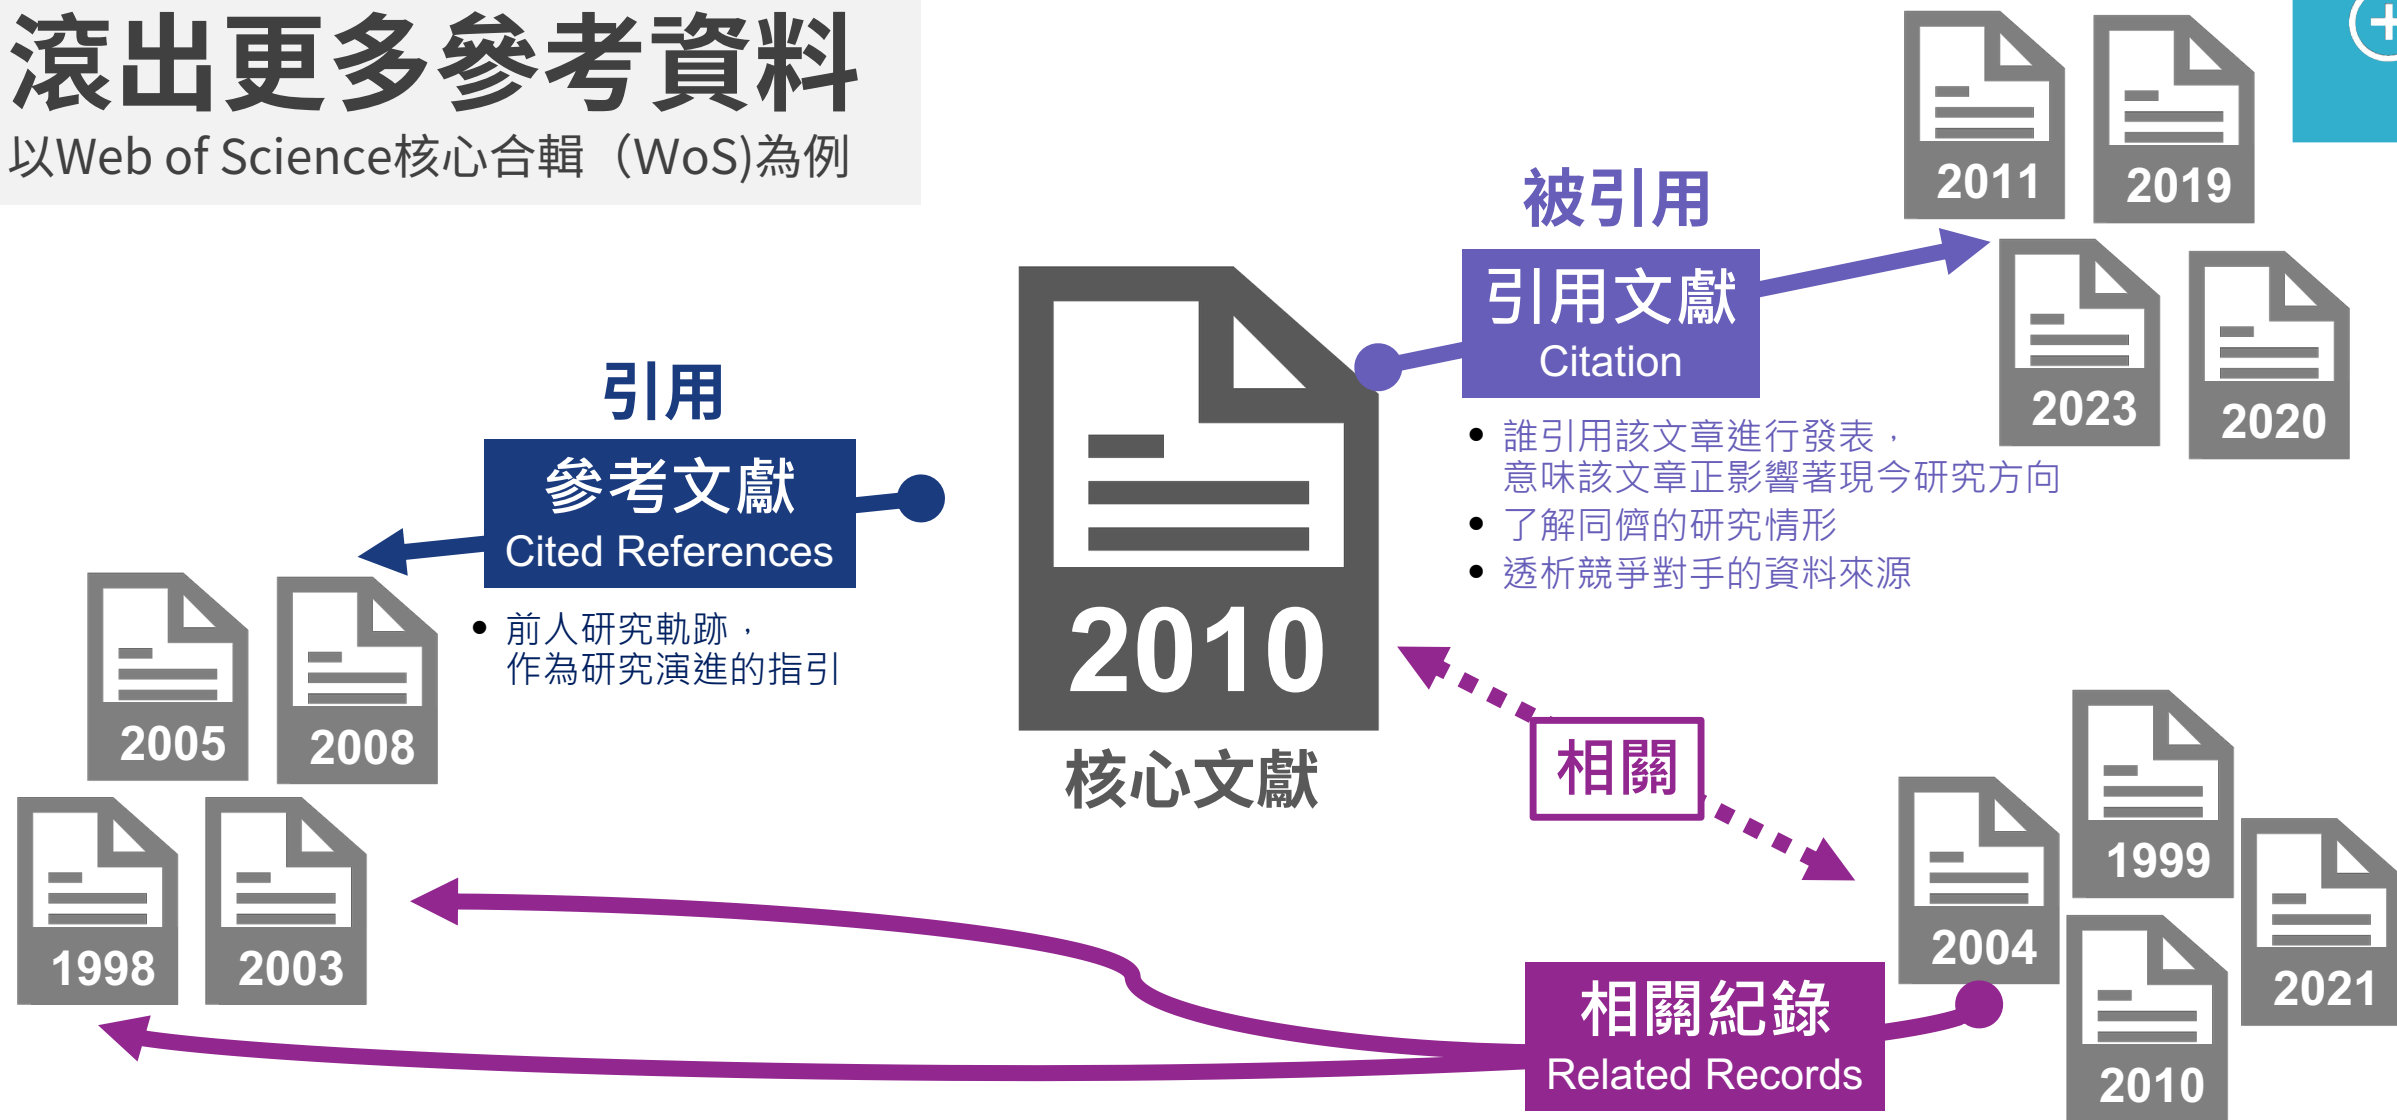 滾出更多參考資料
以Web of Science核心合輯（WoS)為例
引用
參考文獻
Cited References
• 前人研究軌跡，
作為研究演進的指引
2005
2008
1998
2003
2010
核心文獻
被引用
引用文獻
Citation
• 誰引用該文章進行發表，
意味該文章正影響著現今研究方向
• 了解同儕的研究情形
• 透析競爭對手的資料來源
2011
2019
2023
2020
相關
相關紀錄
Related Records
1999
2004
2021
2010